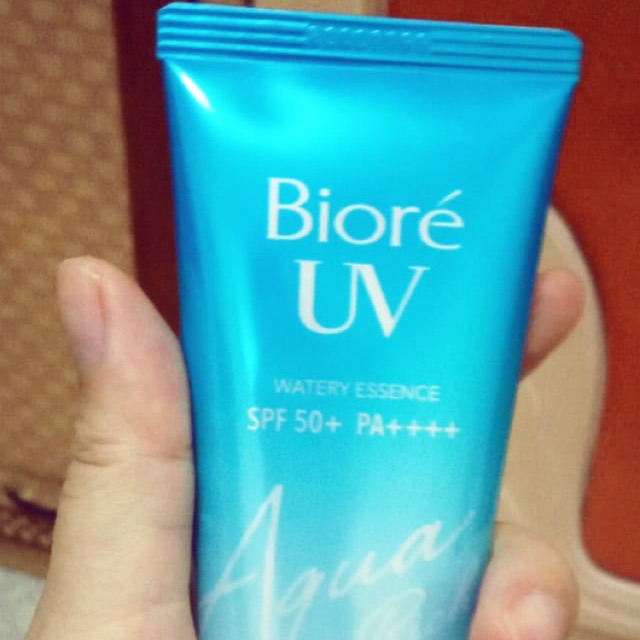 Bioré
UV
WATERY ESSENCE
SPF 50+ PA++++
Aqua